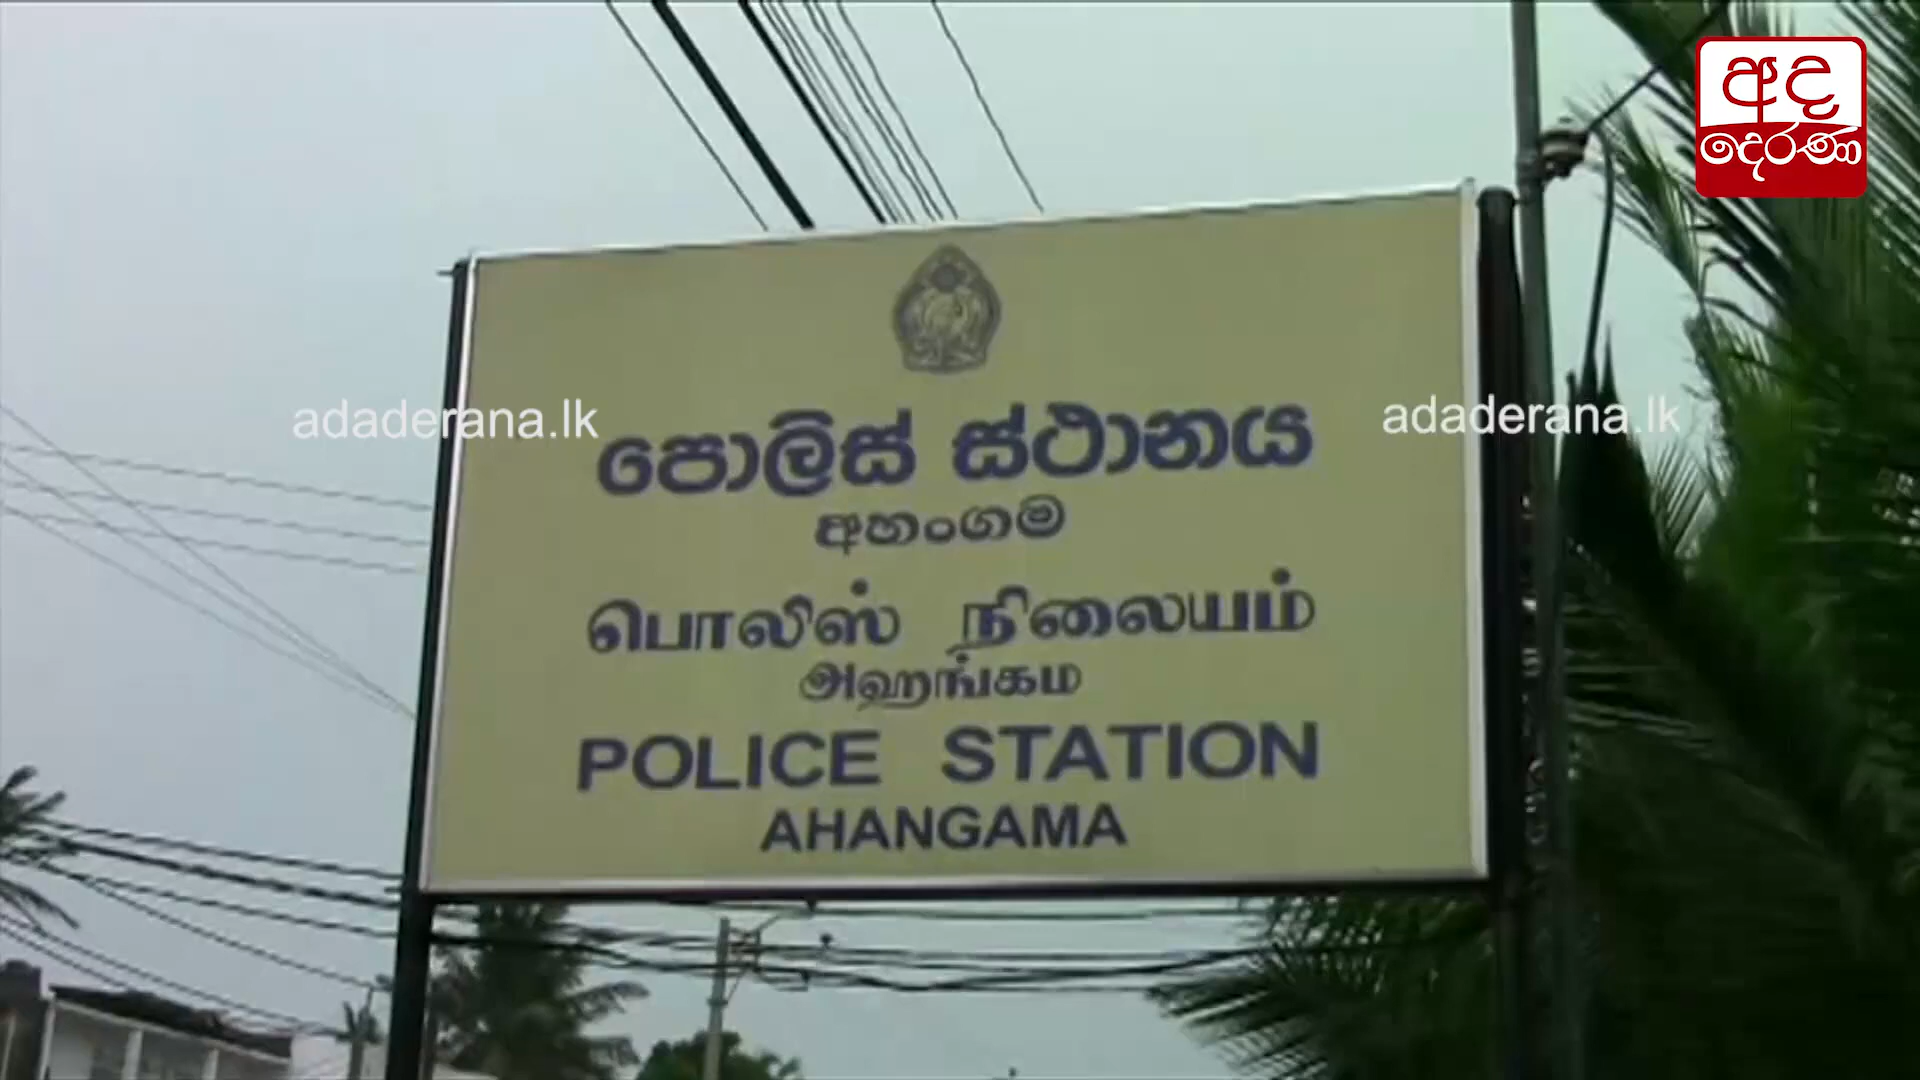 අද
දෙරණ
adaderana.lk
adaderana.lk
පොලිස් ස්ථානය
අහංගම
பொலிஸ் நிலையம்
அஹங்கம
POLICE STATION
AHANGAMA